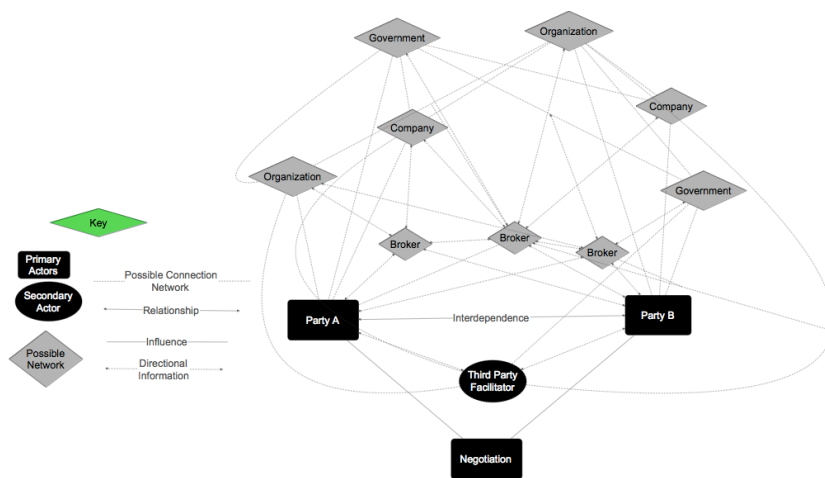 Organization
Government
Company
Company
Organization
Government
Key
Broker
Broker
Broker
Primary
Actors
Possible Connection
Network
Secondary
Actor
Relationship
Party A
Interdependence
Party B
Influence
Possible
Network
Directional
Information
Third Party
Facilitator
Negotiation